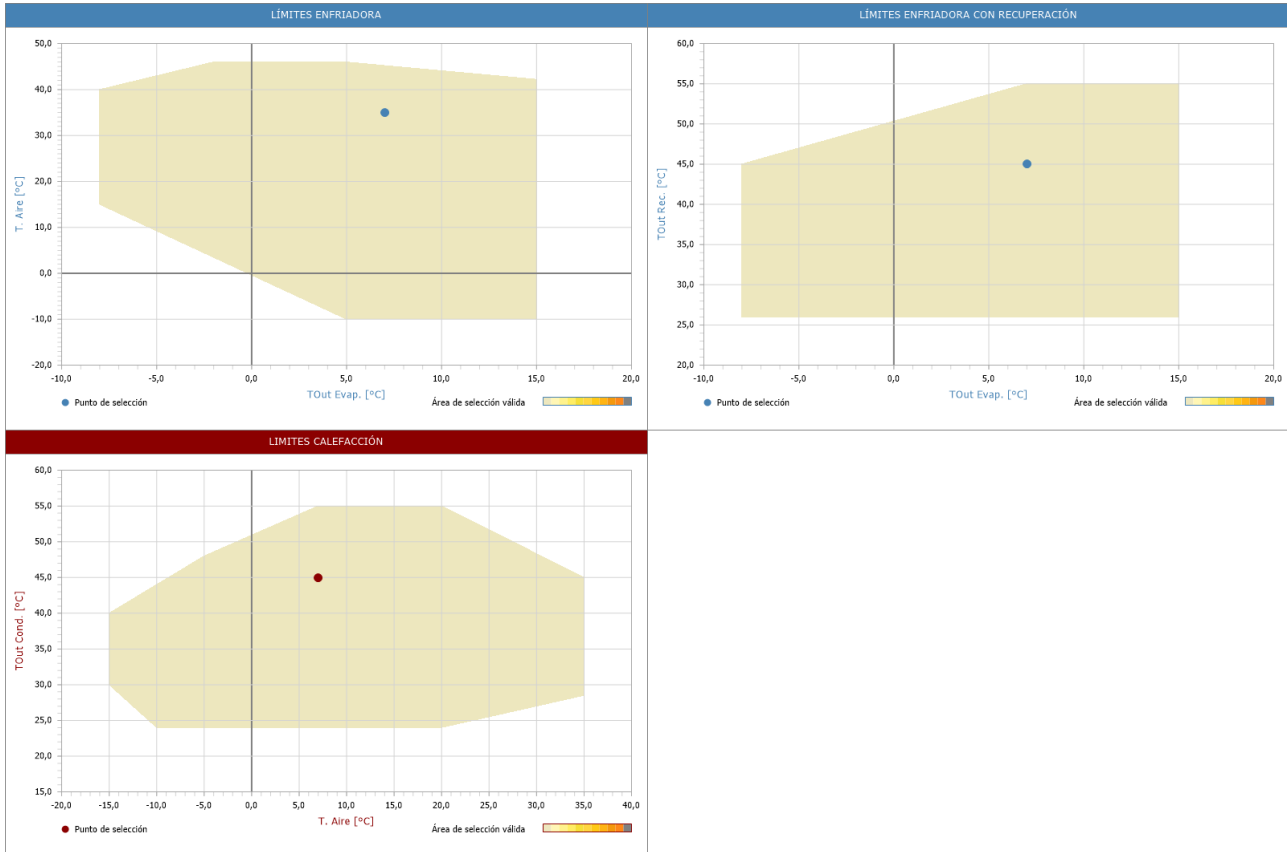 LÍMITES ENFRIADORA
50,0
40,0
30,0
20,0
10,0
0,0
-10,0
-20,0
T. Aire [ºC]
-10,0 -5,0 0,0 5,0 10,0 15,0 20,0
TOut Evap. [ºC]
Punto de selección
Área de selección válida
LÍMITES ENFRIADORA CON RECUPERACIÓN
60,0
55,0
50,0
45,0
40,0
35,0
30,0
25,0
20,0
TOut Rec. [ºC]
-10,0 -5,0 0,0 5,0 10,0 15,0 20,0
TOut Evap. [ºC]
Punto de selección
Área de selección válida
LIMITES CALEFACCIÓN
60,0
55,0
50,0
45,0
40,0
35,0
30,0
25,0
20,0
15,0
TOut Cond. [ºC]
-20,0 -15,0 -10,0 -5,0 0,0 5,0 10,0 15,0 20,0 25,0 30,0 35,0 40,0
T. Aire [ºC]
Punto de selección
Área de selección válida